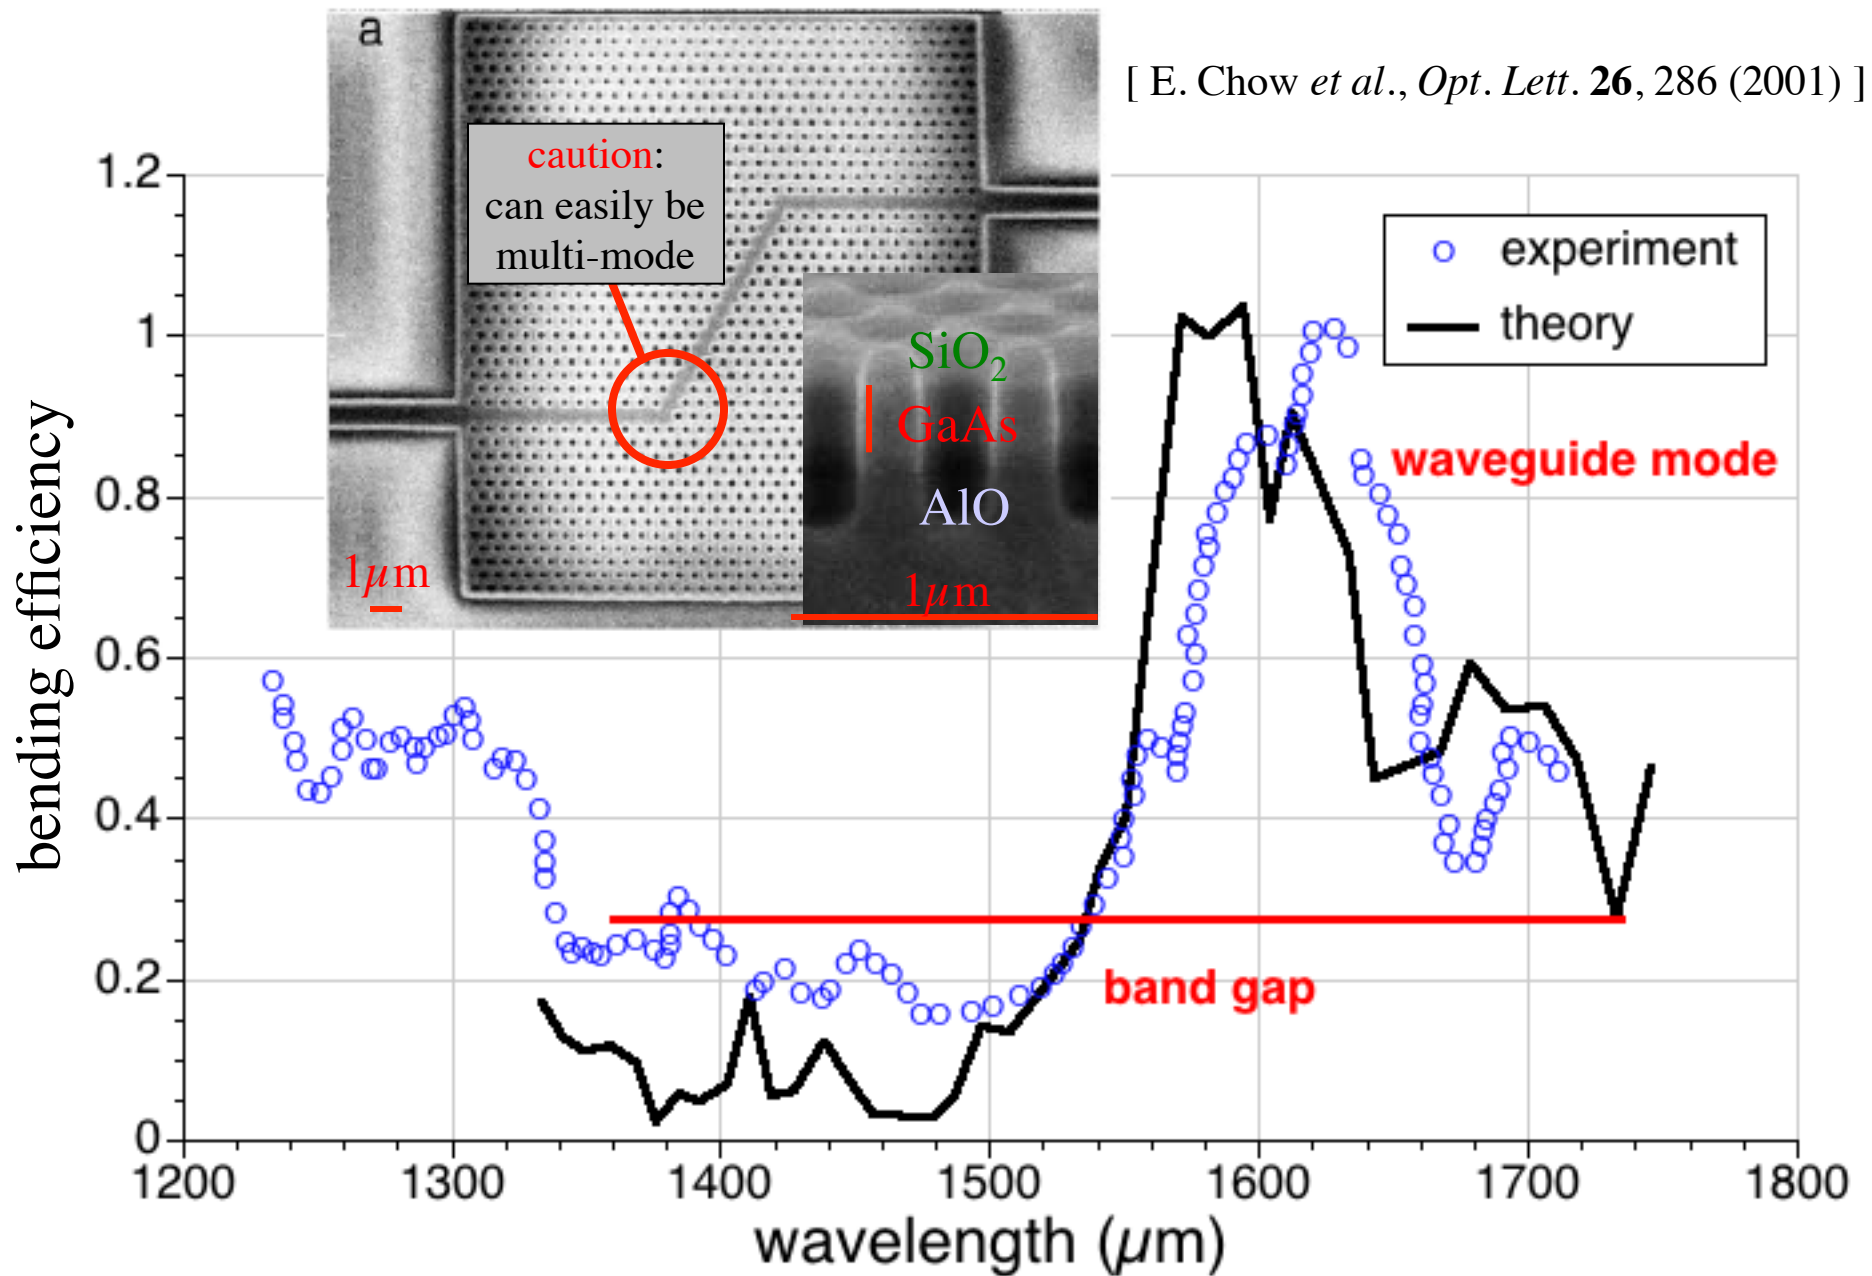 a
[ E. Chow et al., Opt. Lett. 26, 286 (2001) ]
caution:
can easily be
multi-mode
SiO2
GaAs
AlO
1µm
1µm
experiment
theory
waveguide mode
band gap
bending efficiency
1.2
1
0.8
0.6
0.4
0.2
0
1200 1300 1400 1500 1600 1700 1800
wavelength (µm)